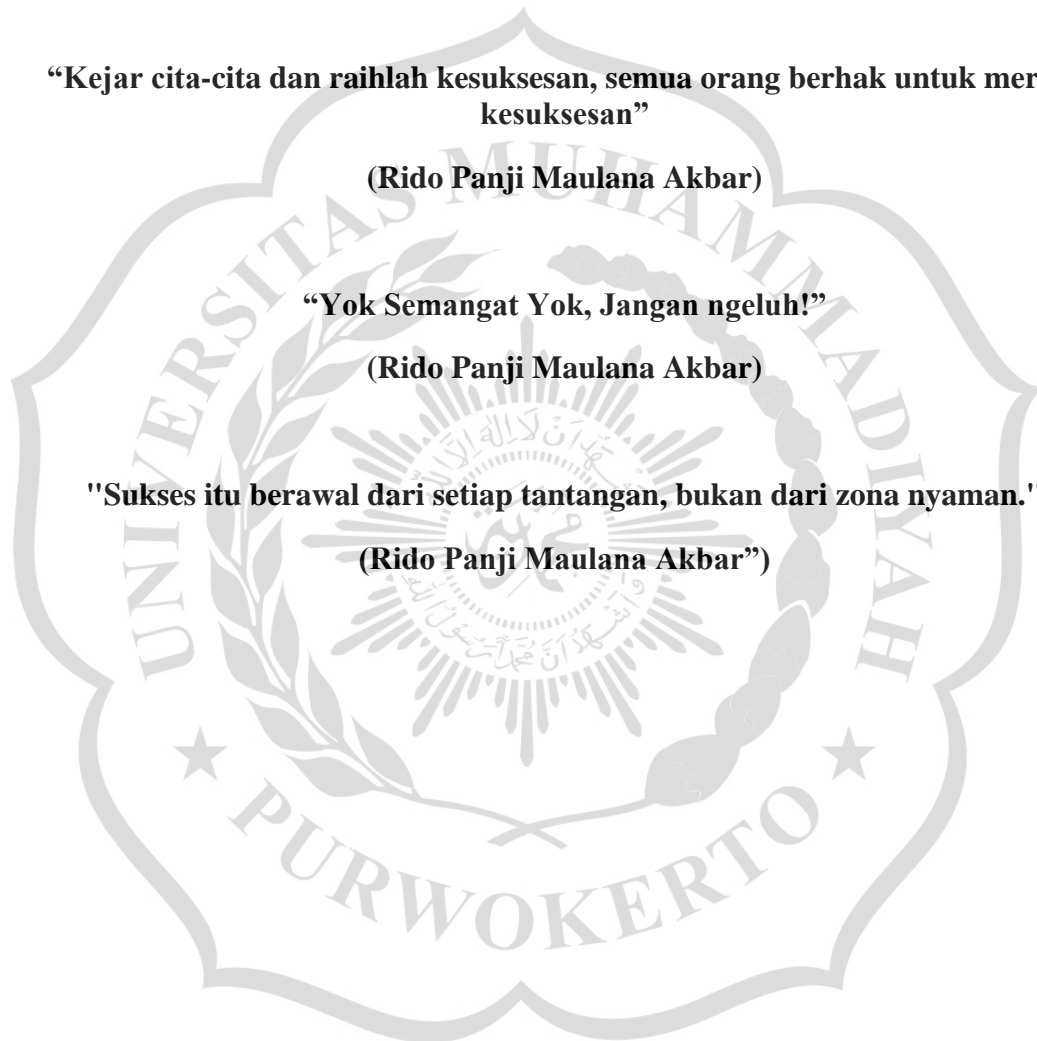 “Kejar cita-cita dan raihlah kesuksesan, semua orang berhak untuk mer
kesuksesan”
(Rido Panji Maulana Akbar)
“Yok Semangat Yok, Jangan ngeluh!”
(Rido Panji Maulana Akbar)
"Sukses itu berawal dari setiap tantangan, bukan dari zona nyaman."
(Rido Panji Maulana Akbar”)
UNIVERSITAS MUHAMMADIYAH
PURWOKERTO